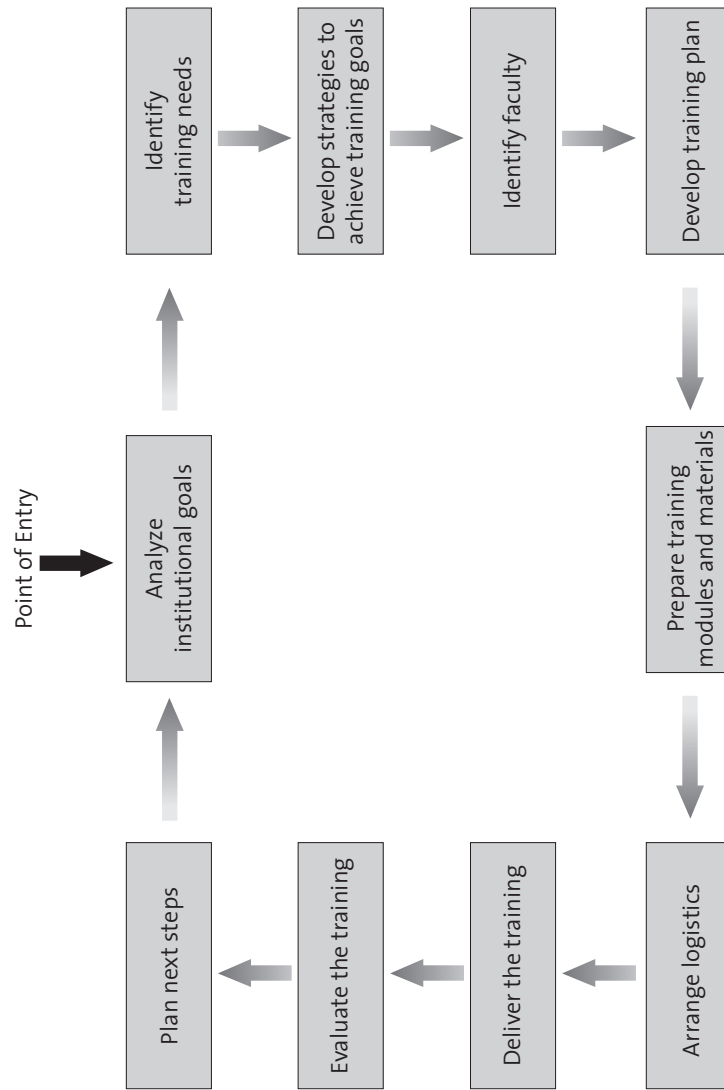 Point of Entry
Analyze
institutional goals
Identify
training needs
Develop strategies to
achieve training goals
Identify faculty
Develop training plan
Prepare training
modules and materials
Arrange logistics
Deliver the training
Evaluate the training
Plan next steps